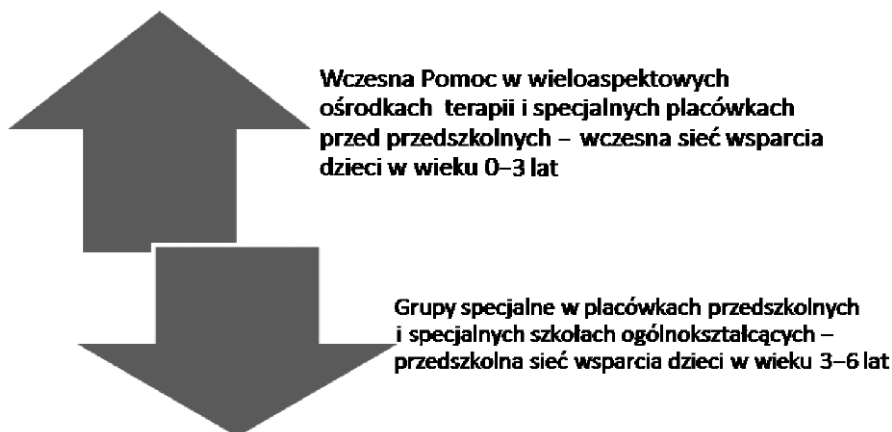 Wczesna Pomoc w wieloaspektowych
ośrodkach terapii i specjalnych placówkach
przed przedszkolnych – wczesna sieć wsparcia
dzieci w wieku 0–3 lat
Grupy specjalne w placówkach przedszkolnych
i specjalnych szkołach ogólnokształcących –
przedszkolna sieć wsparcia dzieci w wieku 3–6 lat